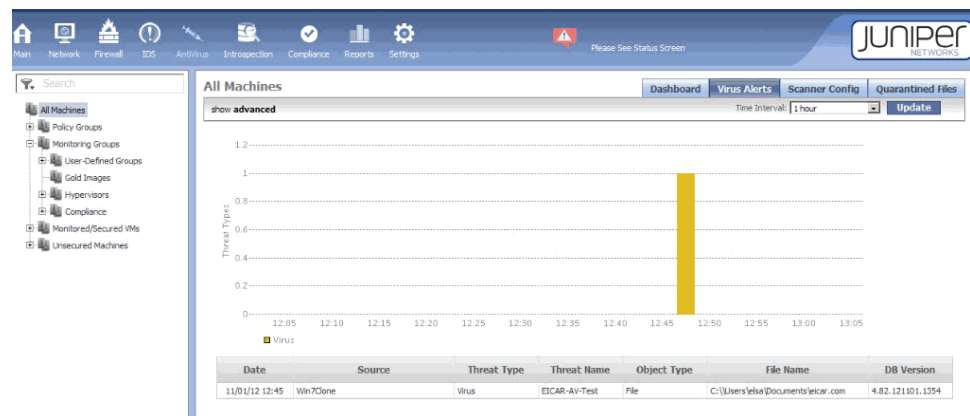 Main Network Firewall IDS AntiVirus Introspection Compliance Reports Settings
Please See Status Screen
JUNIPER
NETWORKS
Search
All Machines
Policy Groups
Monitoring Groups
User-Defined Groups
Gold Images
Hypervisors
Compliance
Monitored/Secured VMs
Unsecured Machines
All Machines
Dashboard Virus Alerts Scanner Config Quarantined Files
show advanced
Time Interval: 1 hour Update
1.2
1
0.8
0.6
0.4
0.2
0
Threat Types
12:05 12:10 12:15 12:20 12:25 12:30 12:35 12:40 12:45 12:50 12:55 13:00 13:05
Virus
Date Source Threat Type Threat Name Object Type File Name DB Version
11/01/12 12:45 Win7Clone Virus EICAR-AV-Test File C:\\Users\elsa\Documents\eicar.com 4.82.121101.1354